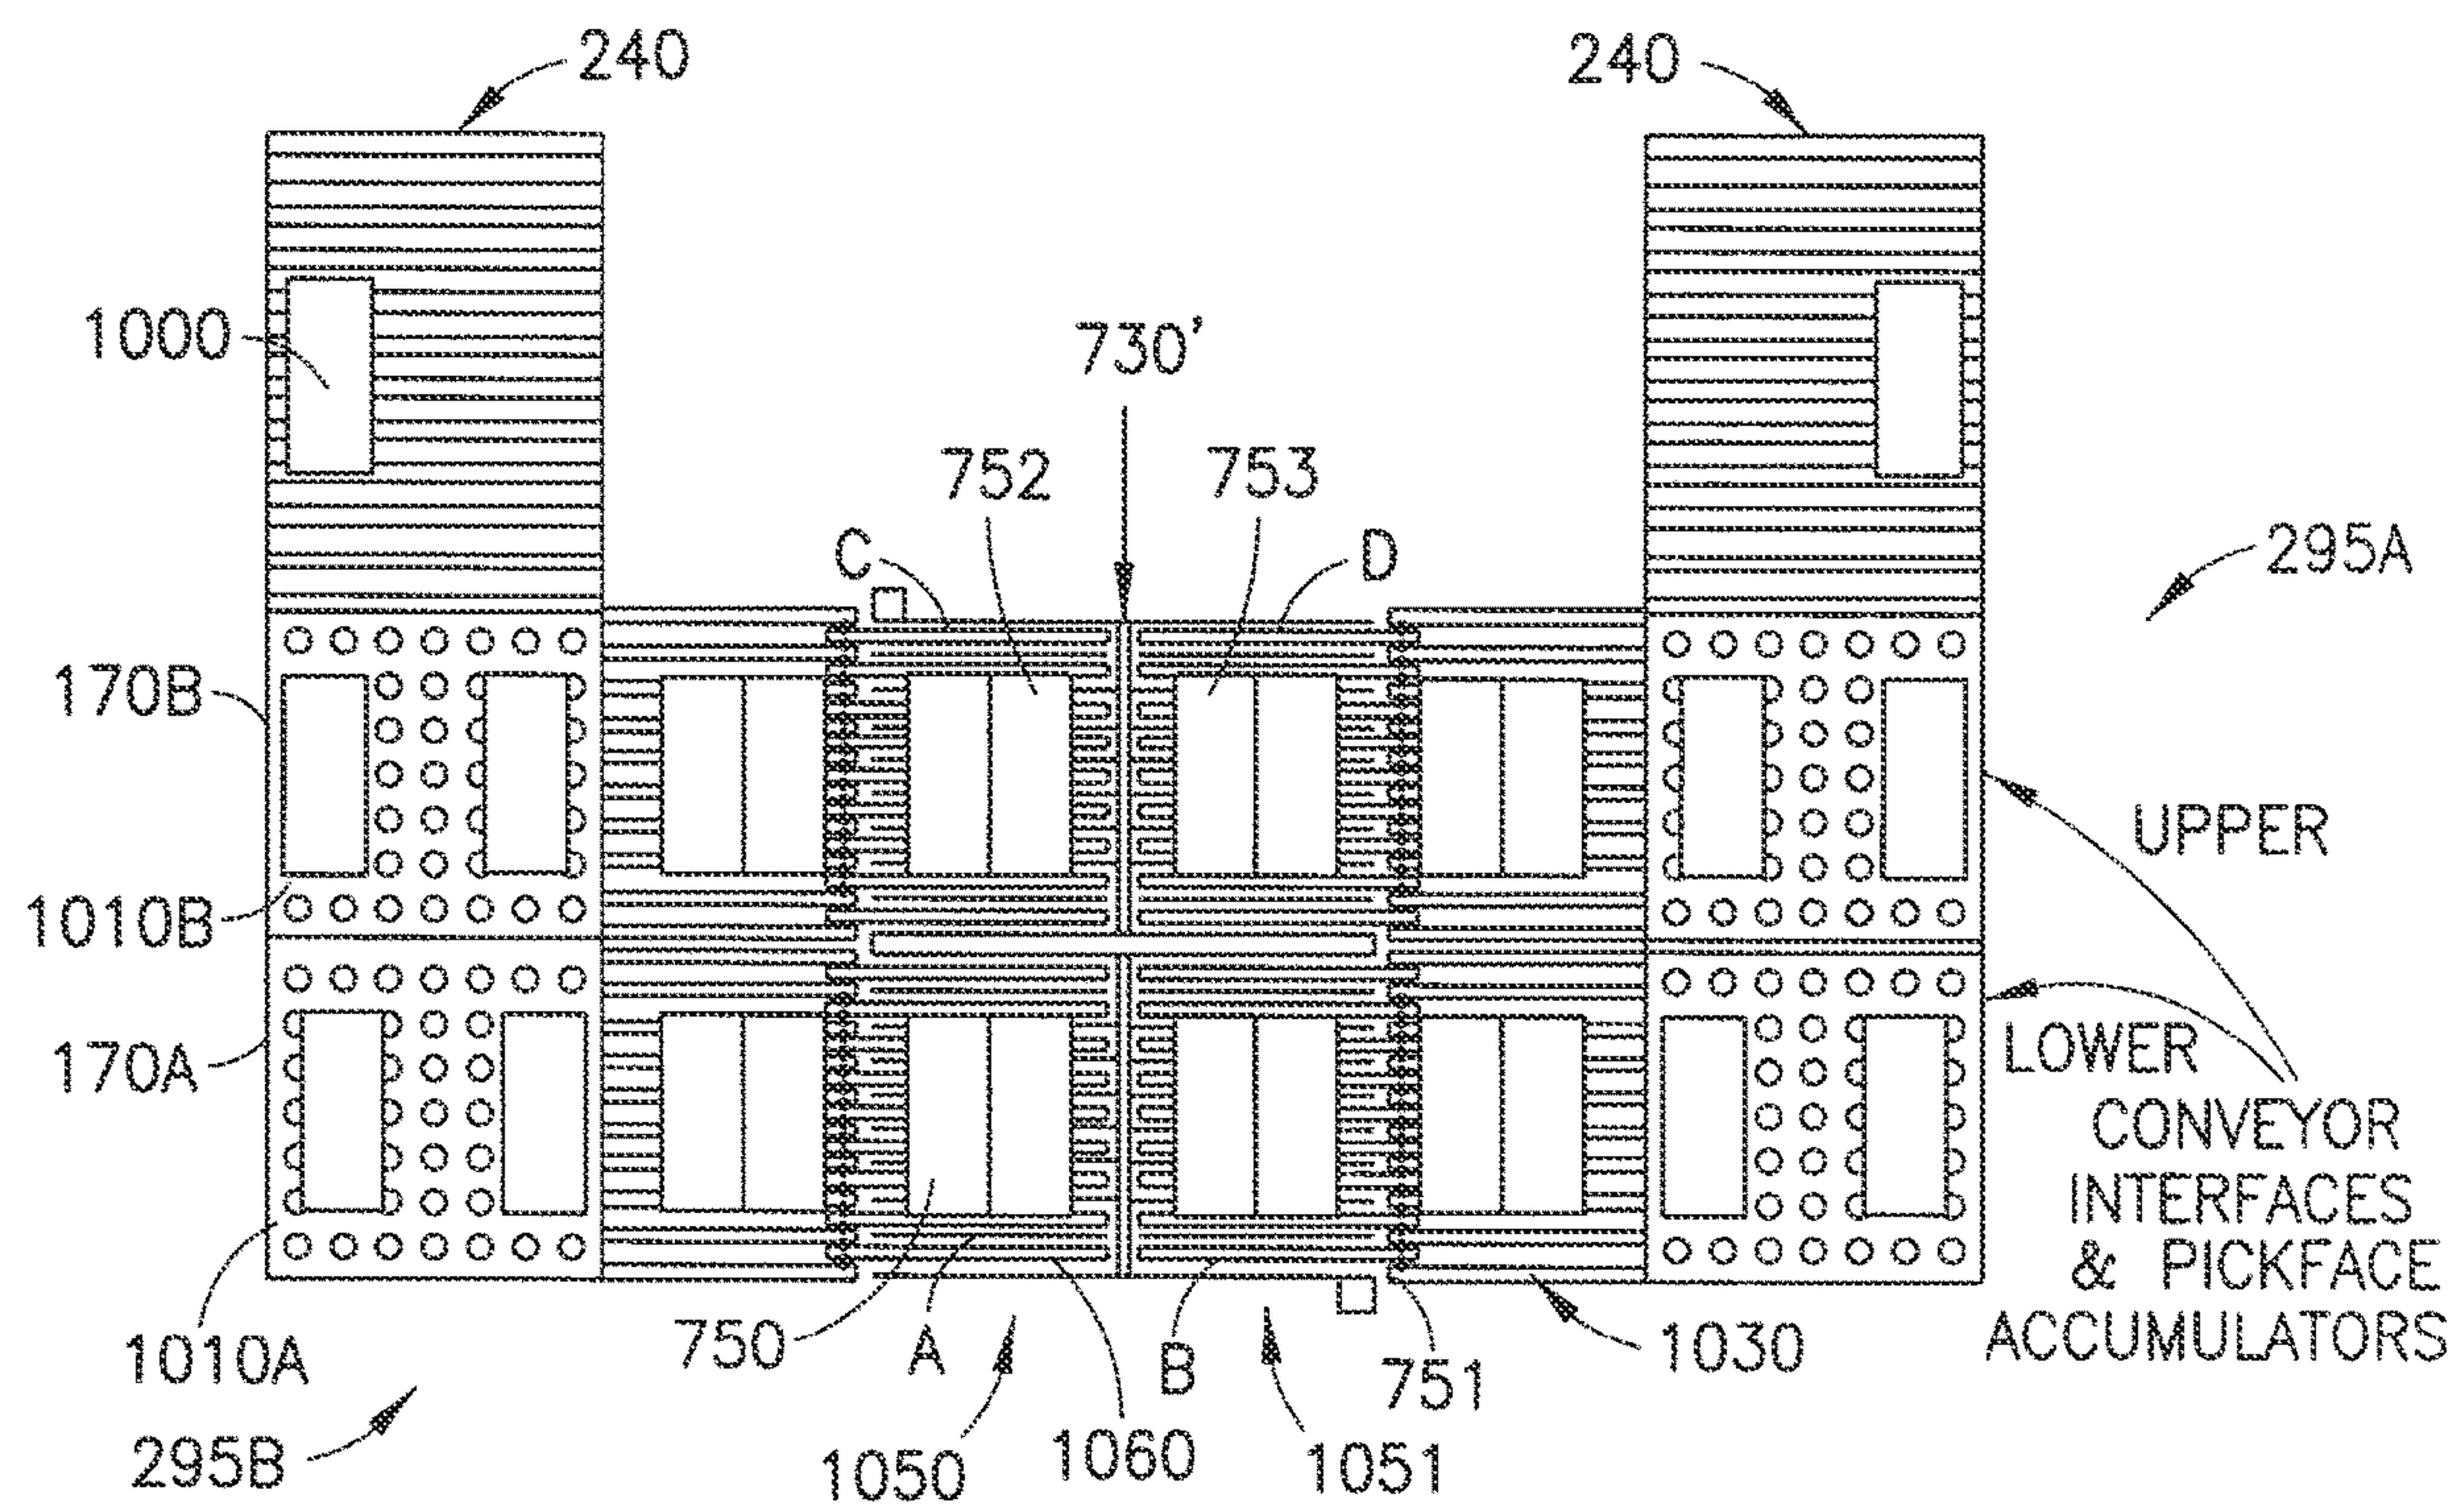 240
240
1000
730'
752
753
C
D
295A
170B
UPPER
1010B
170A
LOWER
CONVEYOR
INTERFACES
& PICKFACE
ACCUMULATORS
1010A
750
A
B
751
1030
295B
1050
1060
1051